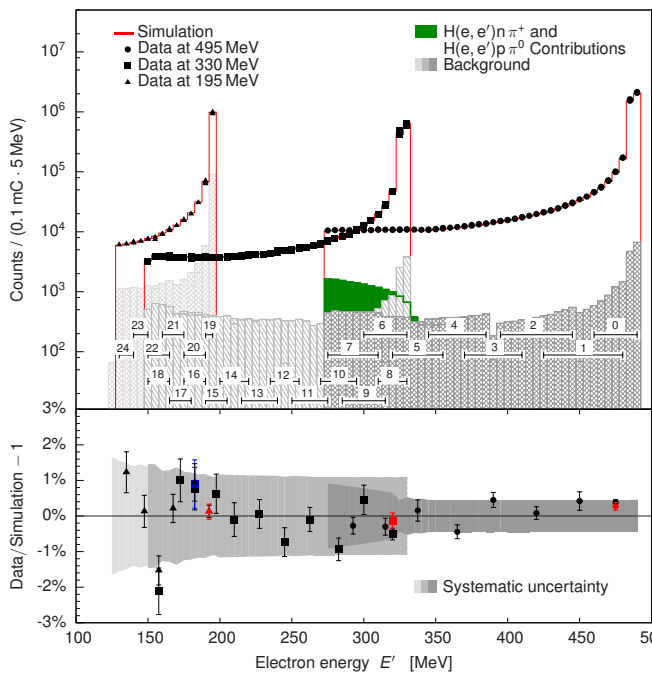 Simulation
Data at 495 MeV
Data at 330 MeV
Data at 195 MeV
H(e, e′)n π⁺ and
H(e, e′)p π⁰ Contributions
Background
Counts / (0.1 mC · 5 MeV)
10⁶
10⁵
10⁴
10³
10²
23 21 19 6 4 2 0
24 22 20 7 5 3 1
18 16 14 12 10 8
17 15 13 11 9
3%
2%
1%
0%
-1%
-2%
-3%
Data/Simulation − 1
Systematic uncertainty
100 150 200 250 300 350 400 450 50
Electron energy E′ [MeV]